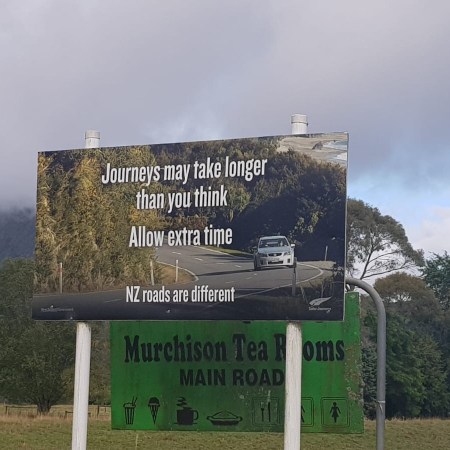 Journeys may take longer
than you think
Allow extra time
NZ roads are different
Murchison Tea Rooms
MAIN ROAD